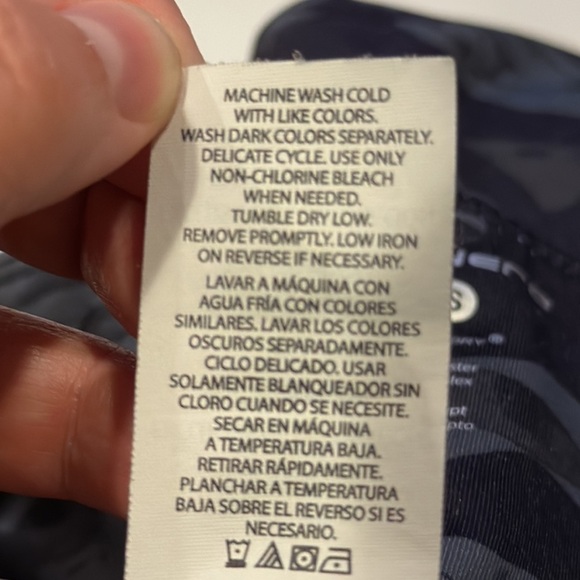 MACHINE WASH COLD
WITH LIKE COLORS.
WASH DARK COLORS SEPARATELY.
DELICATE CYCLE. USE ONLY
NON-CHLORINE BLEACH
WHEN NEEDED.
TUMBLE DRY LOW.
REMOVE PROMPTLY. LOW IRON
ON REVERSE IF NECESSARY.
LAVAR A MÁQUINA CON
AGUA FRÍA CON COLORES
SIMILARES. LAVAR LOS COLORES
OSCUROS SEPARADAMENTE.
CICLO DELICADO. USAR
SOLAMENTE BLANQUEADOR SIN
CLORO CUANDO SE NECESITE.
SECAR EN MÁQUINA
A TEMPERATURA BAJA.
RETIRAR RÁPIDAMENTE.
PLANCHAR A TEMPERATURA
BAJA SOBRE EL REVERSO SI ES
NECESARIO.
S